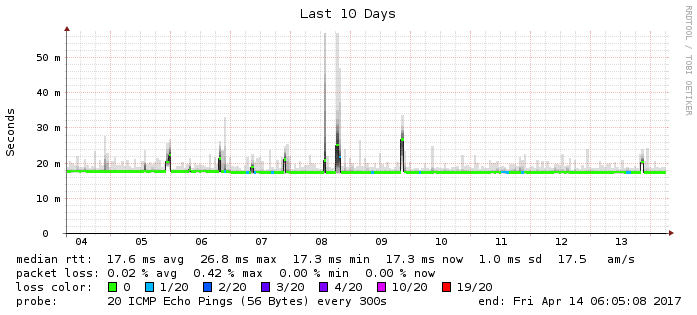 Last 10 Days
RRDTOOL / TOBI OETIKER
Seconds
50 m
40 m
30 m
20 m
10 m
0
04 05 06 07 08 09 10 11 12 13
median rtt: 17.6 ms avg 26.8 ms max 17.3 ms min 17.3 ms now 1.0 ms sd 17.5 am/s
packet loss: 0.02 % avg 0.42 % max 0.00 % min 0.00 % now
loss color: 0 1/20 2/20 3/20 4/20 10/20 19/20
probe: 20 ICMP Echo Pings (56 Bytes) every 300s end: Fri Apr 14 06:05:08 2017